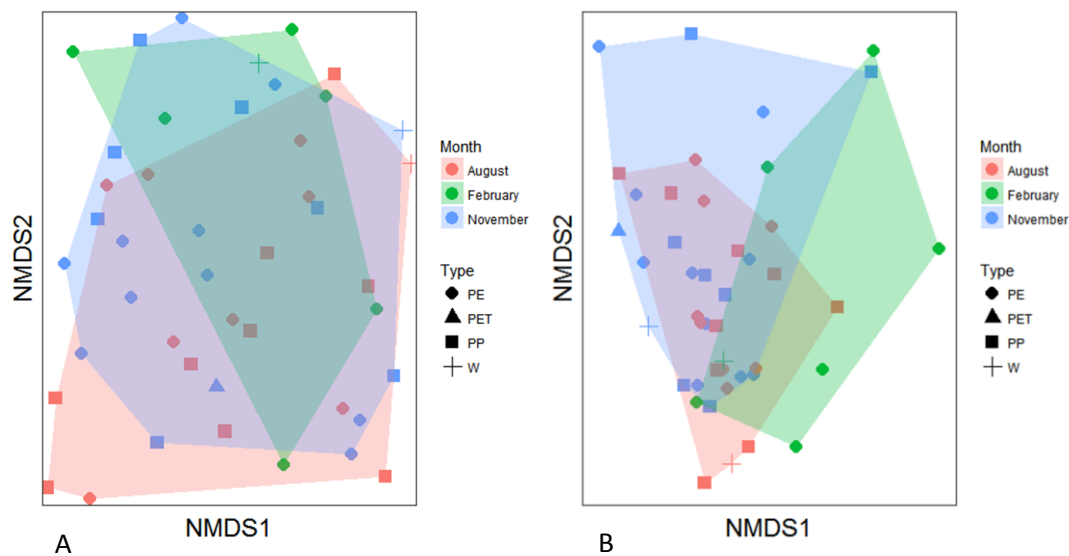 NMDS2
NMDS1
A
Month
August
February
November
Type
PE
PET
PP
W
NMDS2
NMDS1
B
Month
August
February
November
Type
PE
PET
PP
W